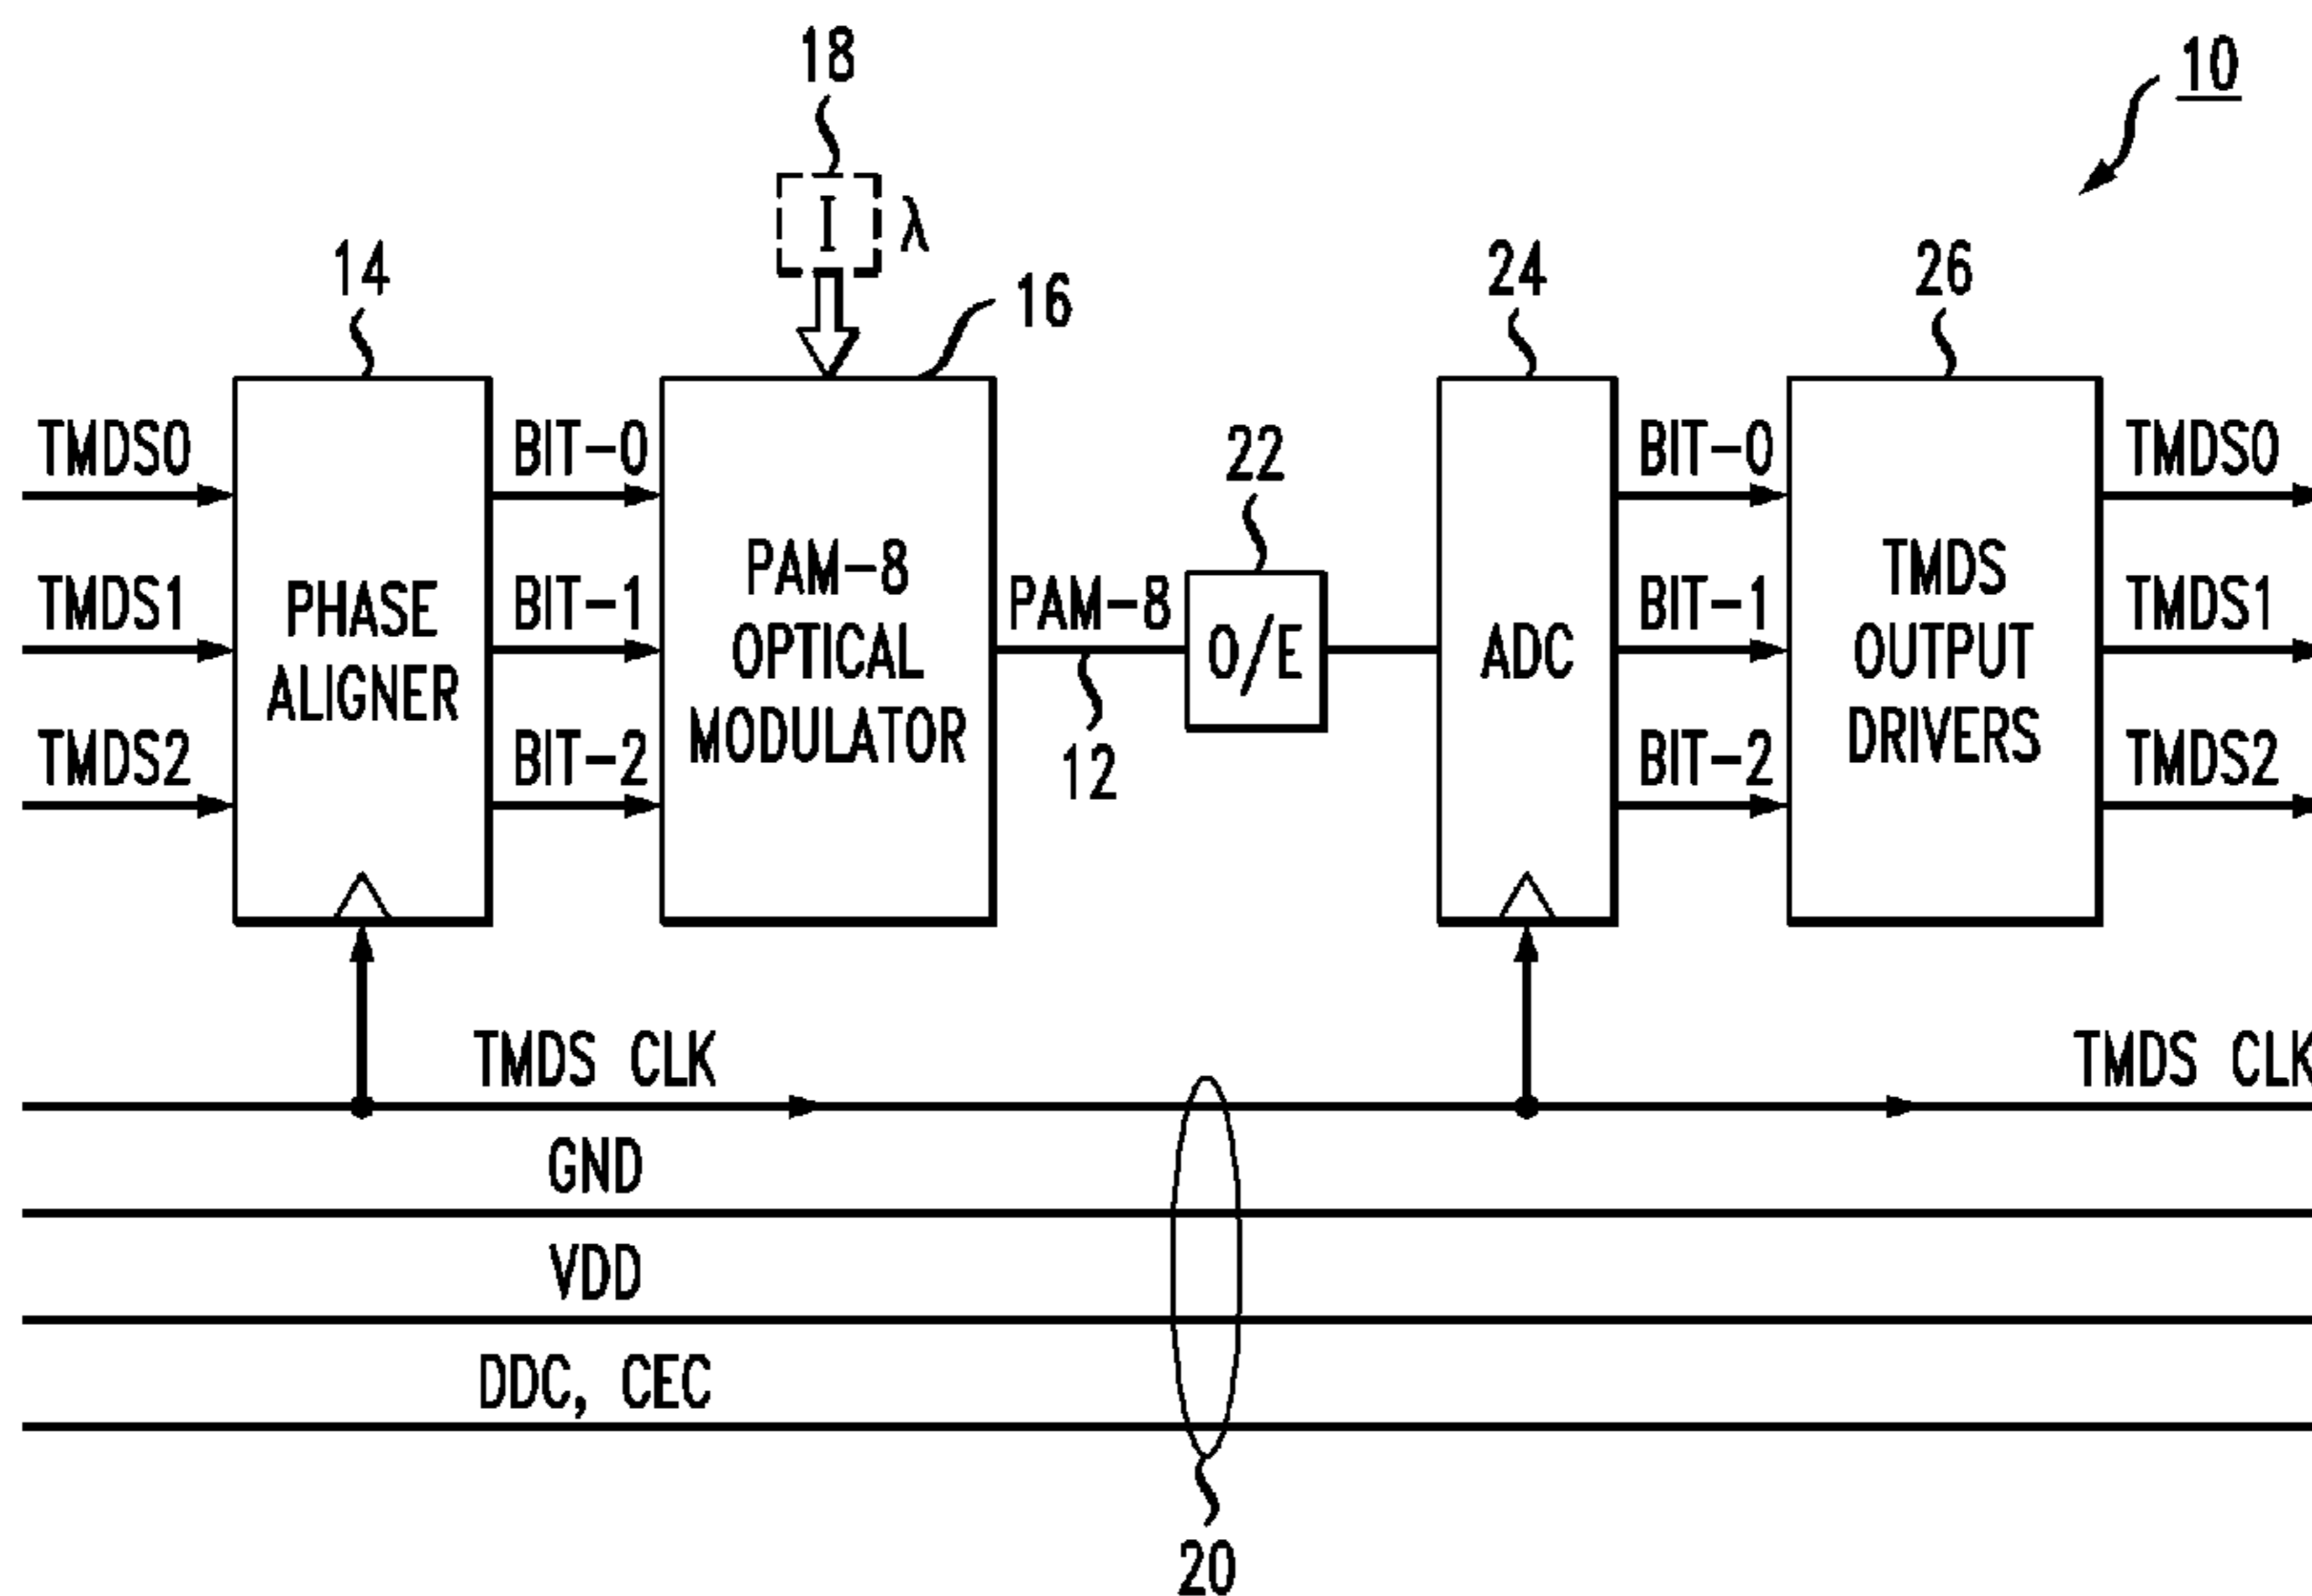 18
10
I λ
14
16
24
26
TMDS0
BIT-0
22
BIT-0
TMDS0
TMDS1
PHASE
ALIGNER
BIT-1
PAM-8
OPTICAL
MODULATOR
PAM-8
O/E
ADC
BIT-1
TMDS
OUTPUT
DRIVERS
TMDS1
TMDS2
BIT-2
12
BIT-2
TMDS2
TMDS CLK
TMDS CLK
GND
VDD
DDC, CEC
20